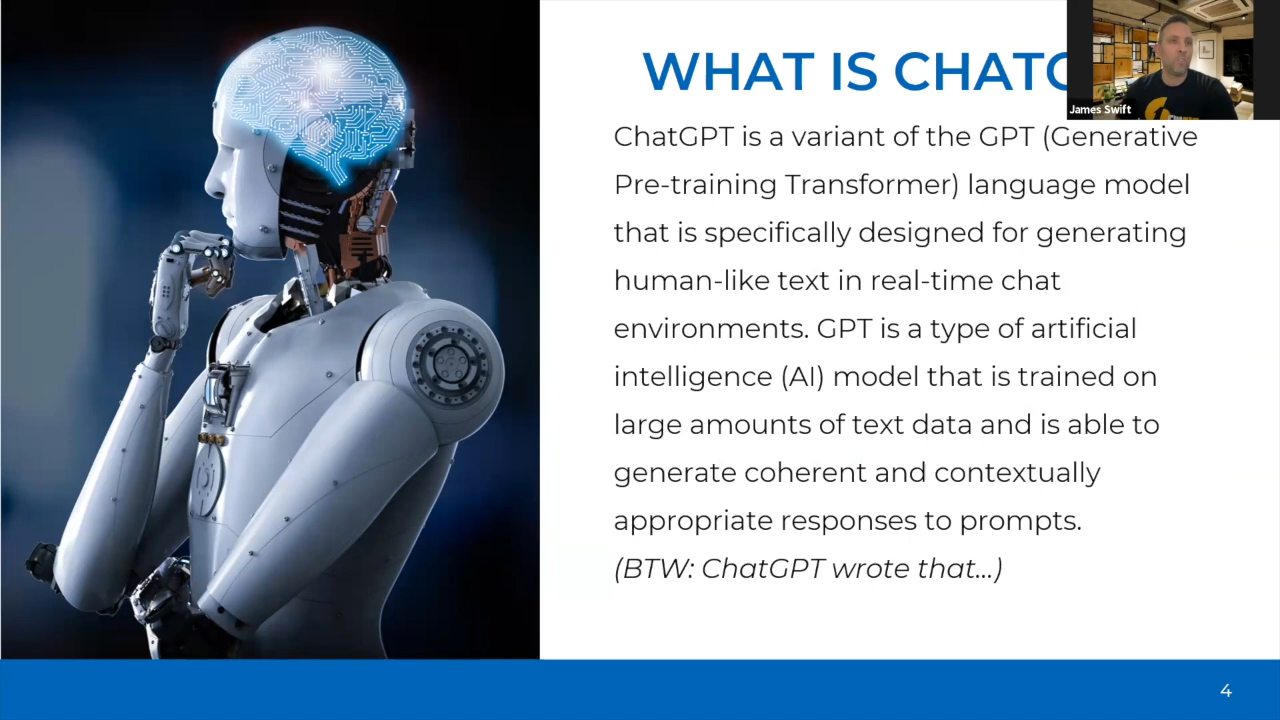 WHAT IS CHAT
James Swift
ChatGPT is a variant of the GPT (Generative
Pre-training Transformer) language model
that is specifically designed for generating
human-like text in real-time chat
environments. GPT is a type of artificial
intelligence (AI) model that is trained on
large amounts of text data and is able to
generate coherent and contextually
appropriate responses to prompts.
(BTW: ChatGPT wrote that...)
4